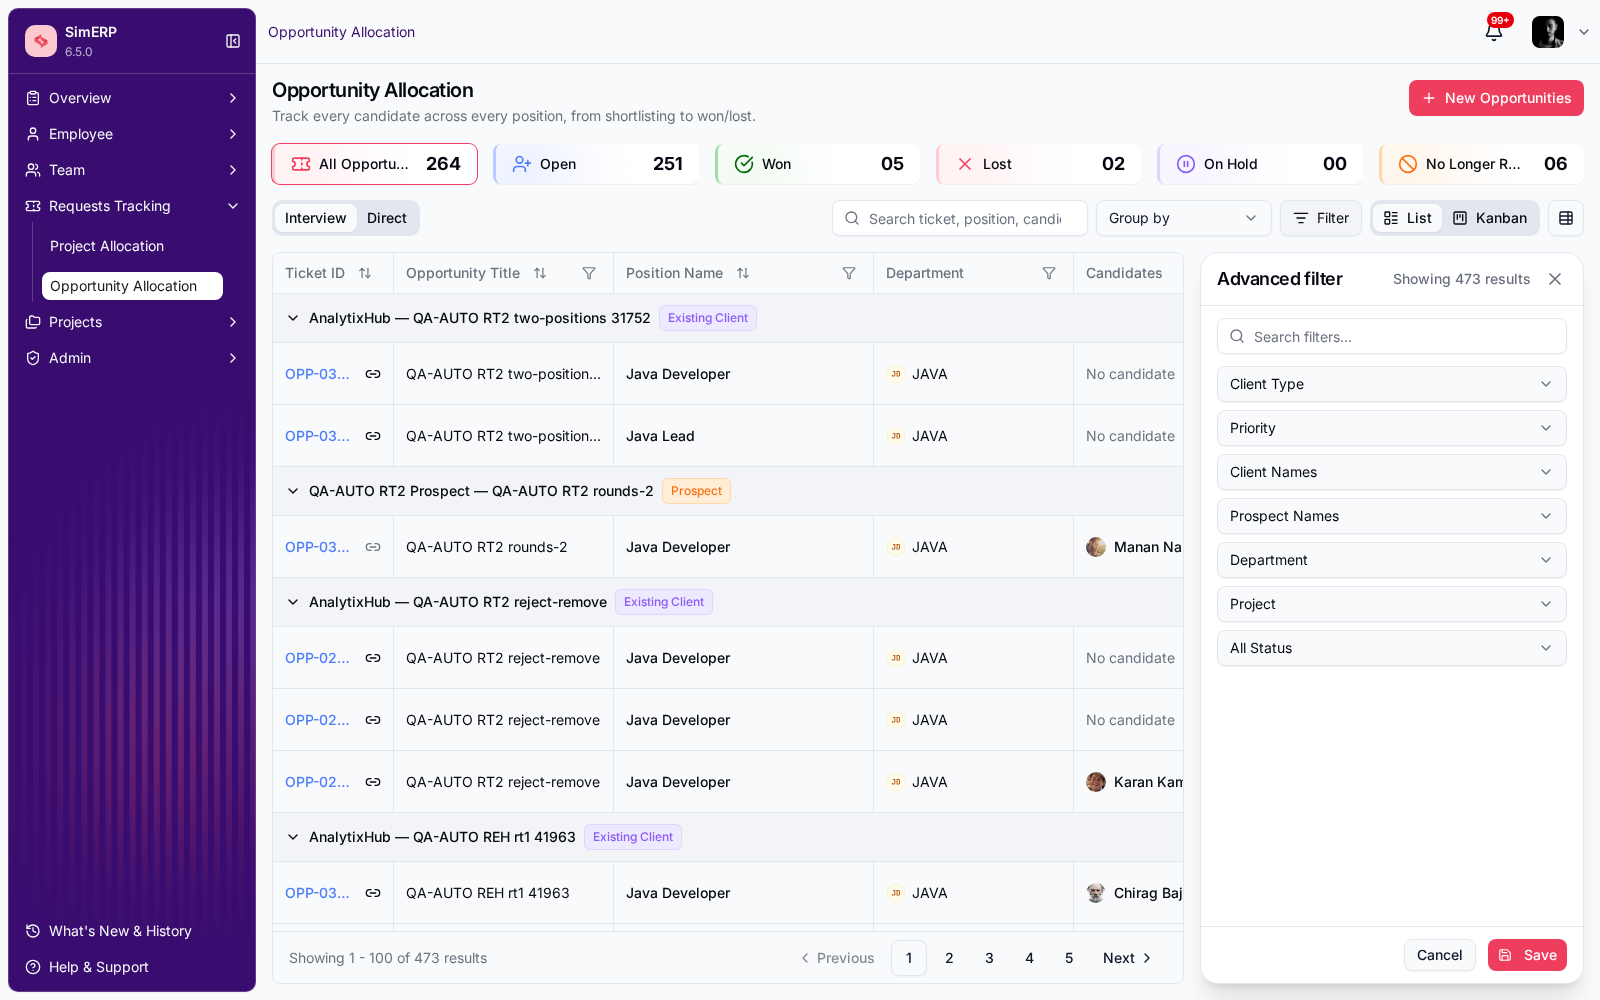 SimERP
6.5.0
Overview
Employee
Team
Requests Tracking
Project Allocation
Opportunity Allocation
Projects
Admin
What's New & History
Help & Support
Opportunity Allocation
99+
Opportunity Allocation
Track every candidate across every position, from shortlisting to won/lost.
New Opportunities
All Opportu... 264
Open 251
Won 05
Lost 02
On Hold 00
No Longer R... 06
Interview Direct
Search ticket, position, candi
Group by
Filter
List Kanban
Ticket ID Opportunity Title Position Name Department Candidates
AnalytixHub — QA-AUTO RT2 two-positions 31752 Existing Client
OPP-03... QA-AUTO RT2 two-position... Java Developer JD JAVA No candidate
OPP-03... QA-AUTO RT2 two-position... Java Lead JD JAVA No candidate
QA-AUTO RT2 Prospect — QA-AUTO RT2 rounds-2 Prospect
OPP-03... QA-AUTO RT2 rounds-2 Java Developer JD JAVA Manan Na
AnalytixHub — QA-AUTO RT2 reject-remove Existing Client
OPP-02... QA-AUTO RT2 reject-remove Java Developer JD JAVA No candidate
OPP-02... QA-AUTO RT2 reject-remove Java Developer JD JAVA No candidate
OPP-02... QA-AUTO RT2 reject-remove Java Developer JD JAVA Karan Kam
AnalytixHub — QA-AUTO REH rt1 41963 Existing Client
OPP-03... QA-AUTO REH rt1 41963 Java Developer JD JAVA Chirag Baj
Showing 1 - 100 of 473 results
Previous 1 2 3 4 5 Next
Advanced filter Showing 473 results
Search filters...
Client Type
Priority
Client Names
Prospect Names
Department
Project
All Status
Cancel Save